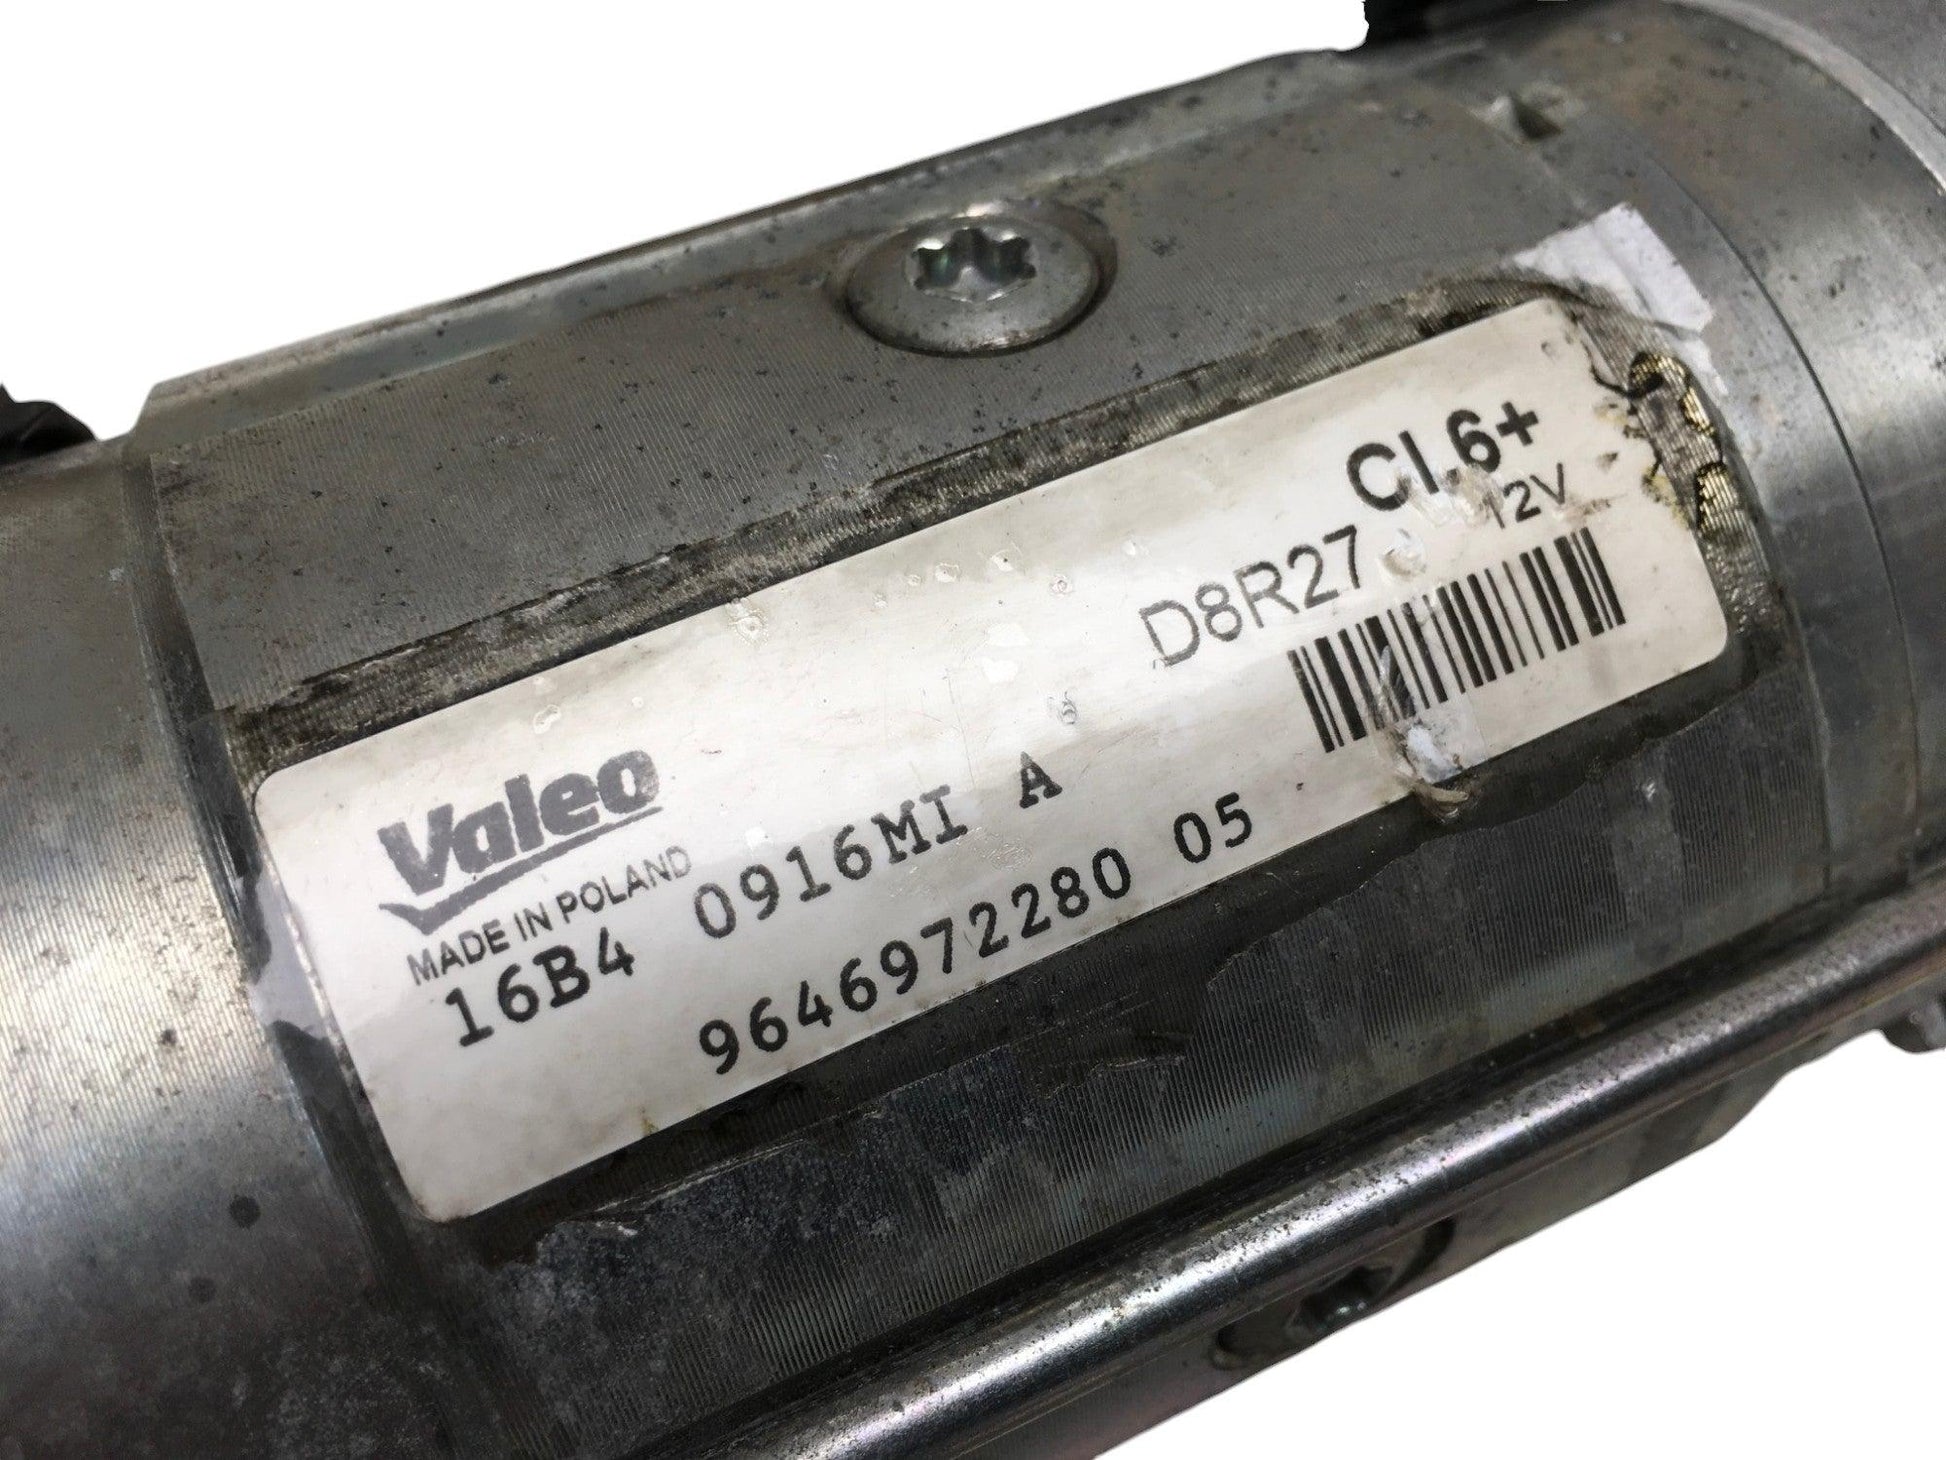 CL6+
12V
D8R27
Valeo
MADE IN POLAND
16B4 0916MI A
9646972280 05